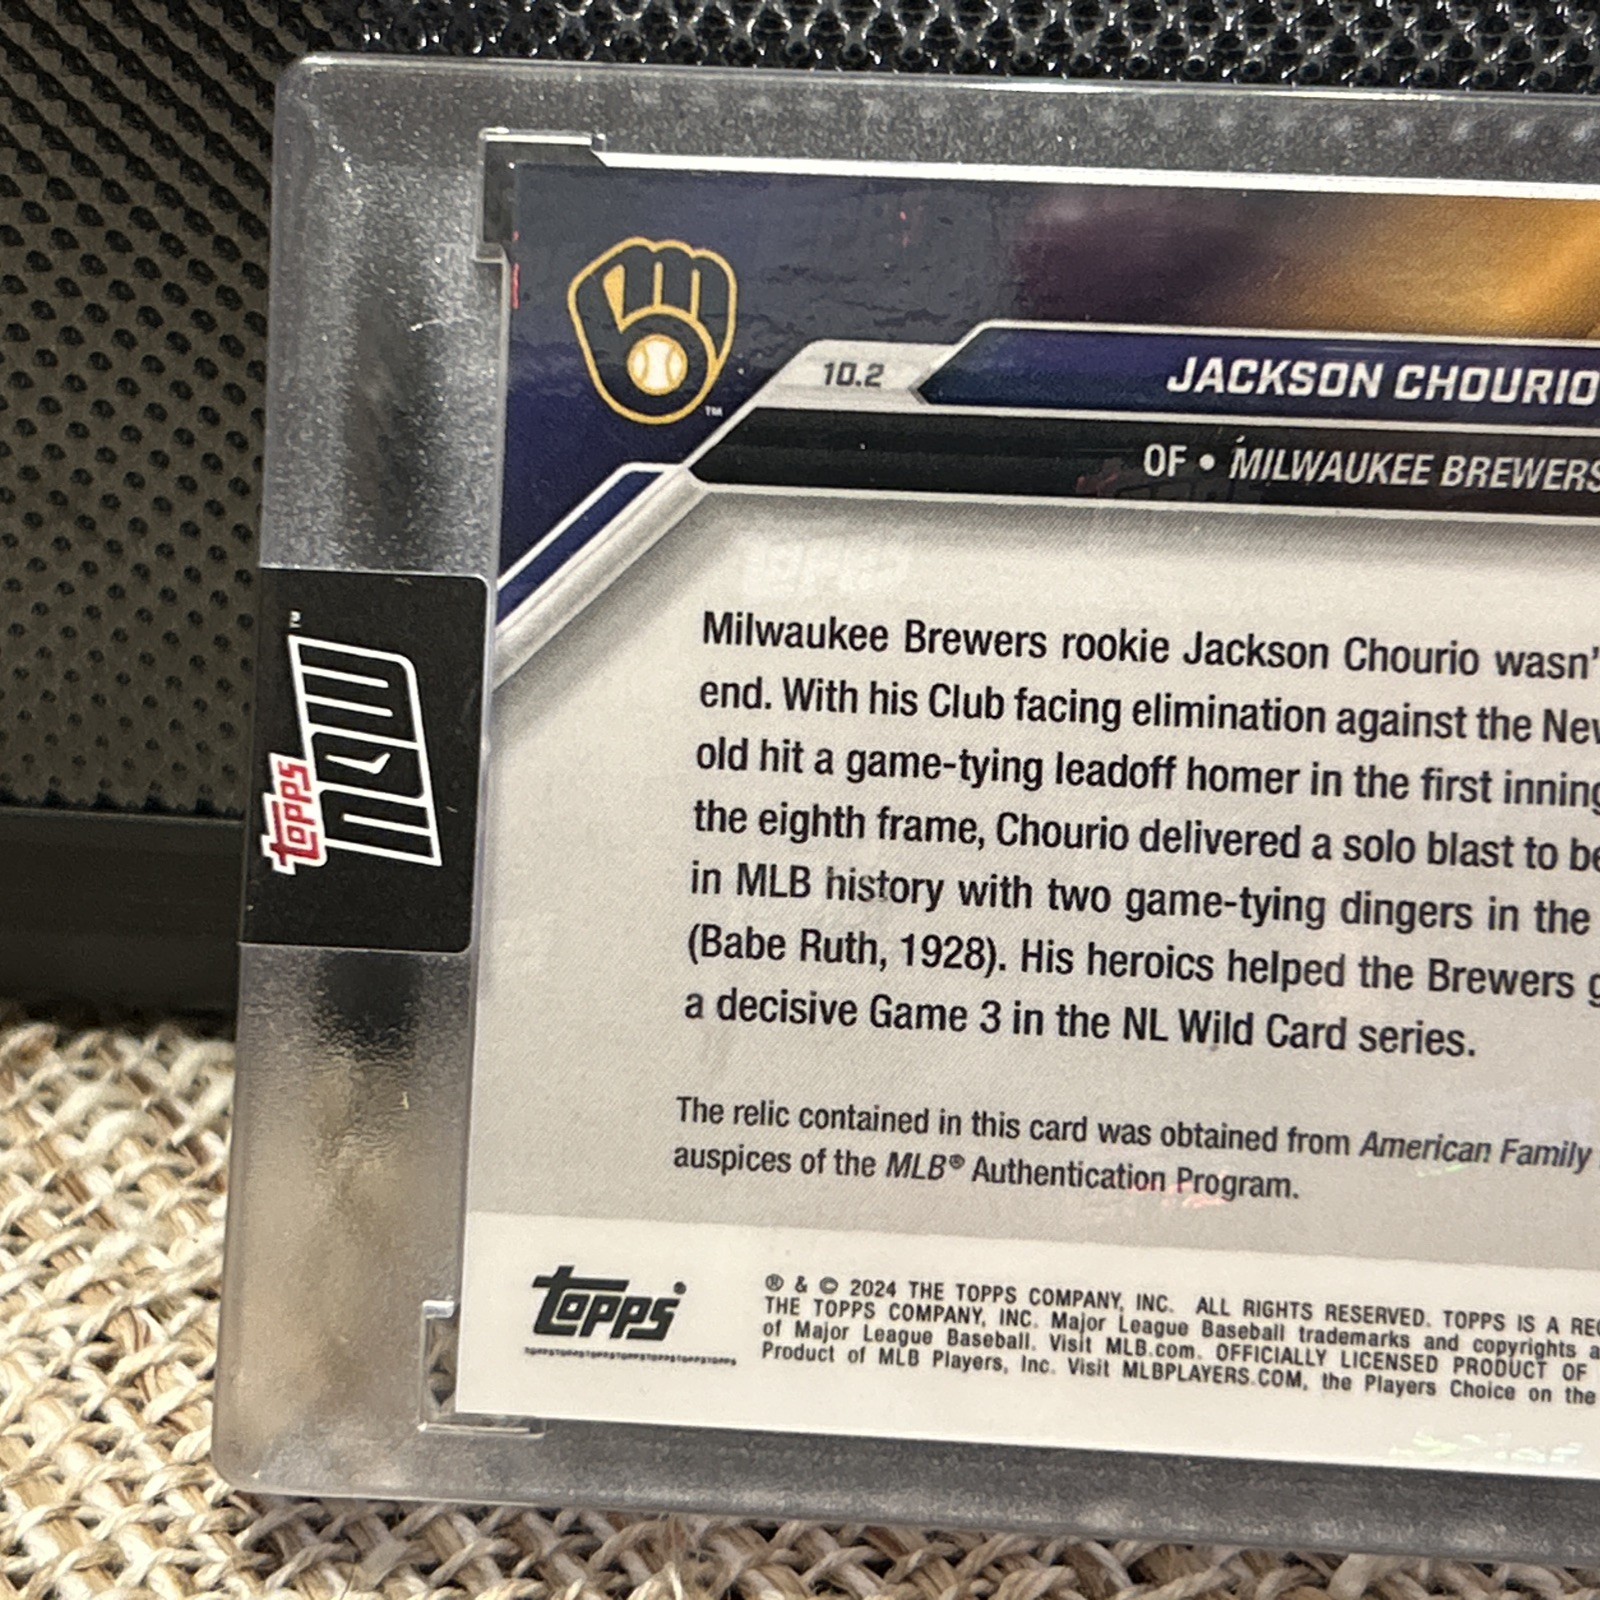 10.2
JACKSON CHOURIO
OF • MILWAUKEE BREWERS
TM
Milwaukee Brewers rookie Jackson Chourio wasn'
end. With his Club facing elimination against the
old hit a game-tying leadoff homer in the first inning
the eighth frame, Chourio delivered a solo blast to
in MLB history with two game-tying dingers in the
(Babe Ruth, 1928). His heroics helped the Brewers
a decisive Game 3 in the NL Wild Card series.
topps now
The relic contained in this card was obtained from American Family
auspices of the MLB® Authentication Program.
topps®
® & © 2024 THE TOPPS COMPANY, INC. ALL RIGHTS RESERVED. TOPPS IS A
THE TOPPS COMPANY, INC. Major League Baseball trademarks and copyrights
of Major League Baseball. Visit MLB.com. OFFICIALLY LICENSED PRODUCT OF
Product of MLB Players, Inc. Visit MLBPLAYERS.COM, the Players Choice on the